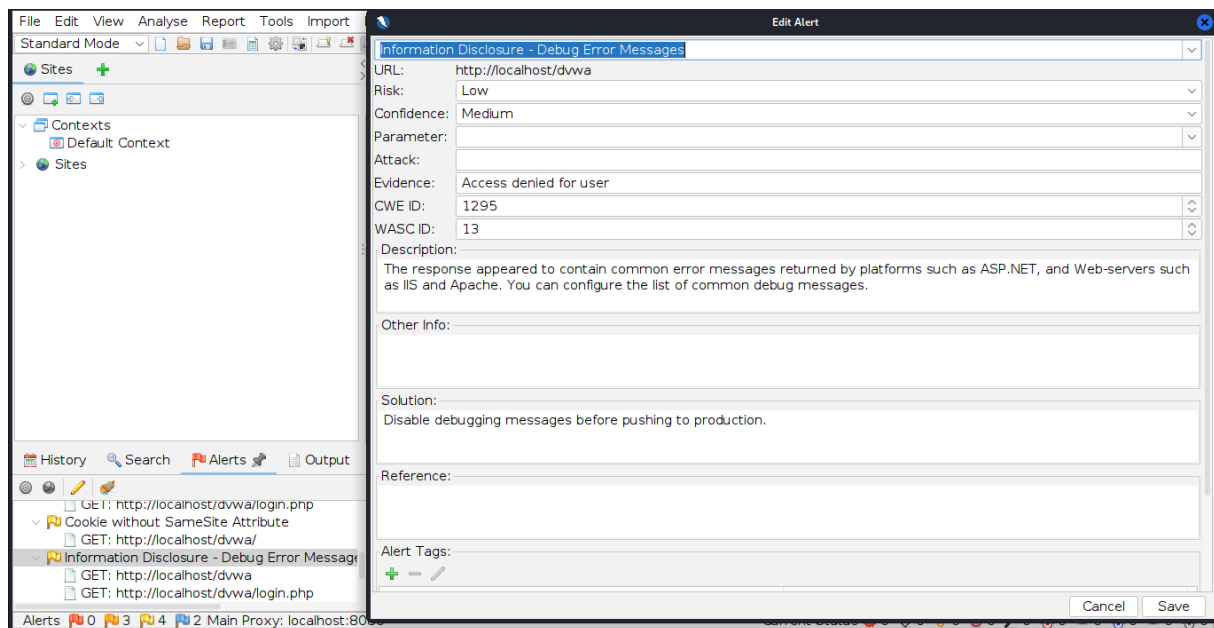 File Edit View Analyse Report Tools Import
Edit Alert
Standard Mode
Sites
Contexts
Default Context
Sites
Information Disclosure - Debug Error Messages
URL: http://localhost/dvwa
Risk: Low
Confidence: Medium
Parameter:
Attack:
Evidence: Access denied for user
CWE ID: 1295
WASC ID: 13
Description:
The response appeared to contain common error messages returned by platforms such as ASP.NET, and Web-servers such
as IIS and Apache. You can configure the list of common debug messages.
Other Info:
Solution:
Disable debugging messages before pushing to production.
Reference:
Alert Tags:
Cancel Save
History Search Alerts Output
GET: http://localhost/dvwa/login.php
Cookie without SameSite Attribute
GET: http://localhost/dvwa/
Information Disclosure - Debug Error Message
GET: http://localhost/dvwa
GET: http://localhost/dvwa/login.php
Alerts 0 3 4 2 Main Proxy: localhost:80